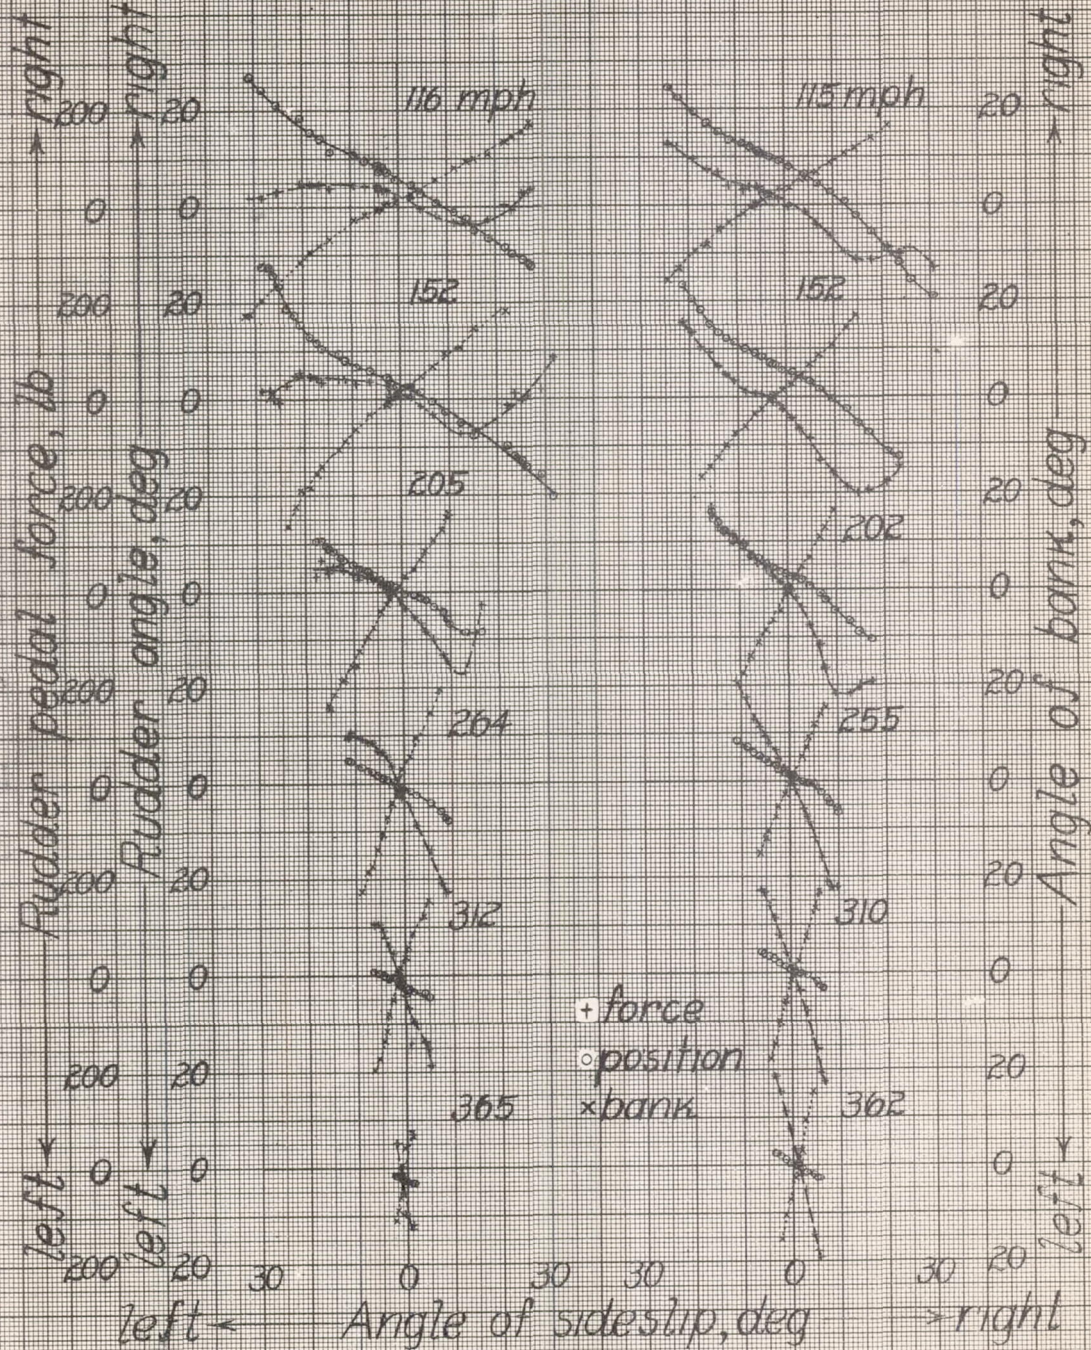 right
right
right
200 20 116 mph 115 mph 20
0 0 0
200 20 152 152 20
0 0 0
200 20 205 20
202
0 0 0
200 20 264 255 20
0 0 0
200 20 312 310 20
0 0 0
+ force
○ position
200 20 20
365 × bank 362
0 0 0
200 20 20
30 0 30 30 0 30
left ← Angle of sideslip, deg → right
Rudder pedal force, lb
Rudder angle, deg
Angle of bank, deg
left
left
left